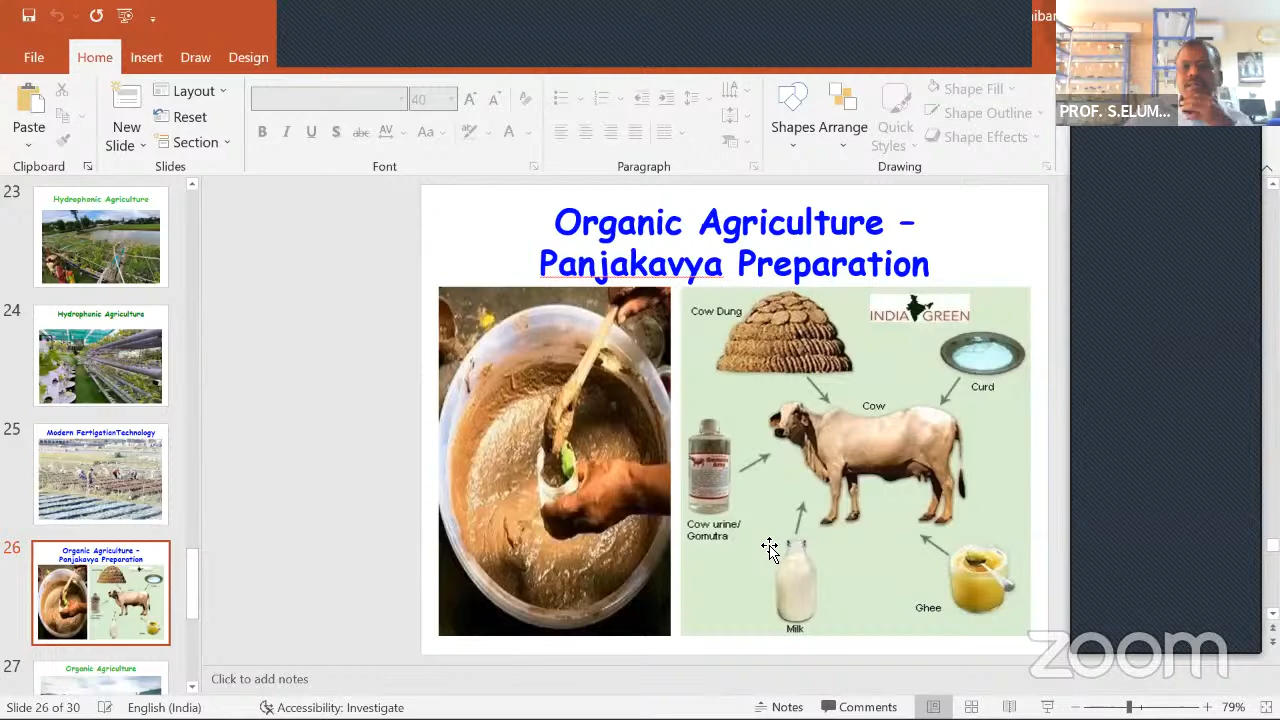 File
Home
Insert
Draw
Design
Paste
Clipboard
New
Slide
Layout
Reset
Section
Slides
40
Font
Paragraph
Shapes
Arrange
Quick
Styles
Shape Fill
Shape Outline
Shape Effects
Drawing
PROF. S.ELUM...
23
Hydrophonic Agriculture
24
Hydrophonic Agriculture
25
Modern FertigationTechnology
26
Organic Agriculture –
Panjakavya Preparation
27
Organic Agriculture
Organic Agriculture –
Panjakavya Preparation
Cow Dung
INDIA GREEN
Curd
Cow
Cow urine/
Gomutra
Ghee
Milk
zoom
Click to add notes
Slide 26 of 30
English (India)
Accessibility: Investigate
Notes
Comments
79%